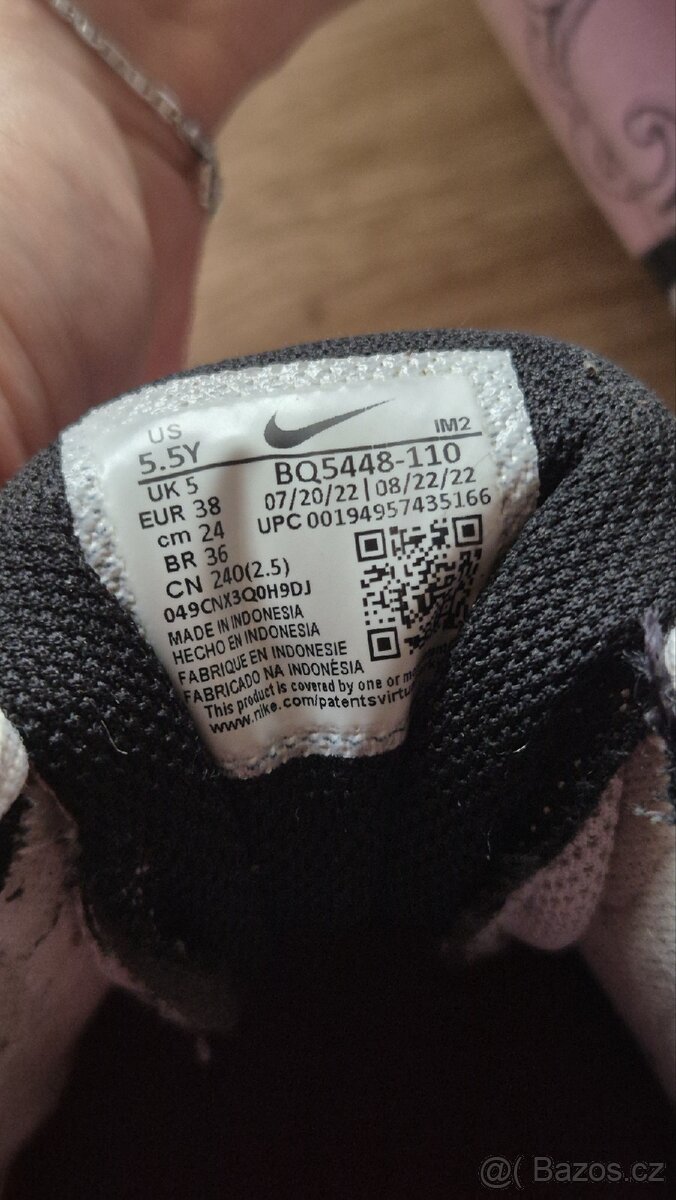 US
5.5Y
IM2
BQ5448-110
UK 5
07/20/22 | 08/22/22
EUR 38
UPC 00194957435166
cm 24
BR 36
CN 240(2.5)
049CNX3Q0H9DJ
MADE IN INDONESIA
HECHO EN INDONESIA
FABRIQUE EN INDONESIE
FABRICADO NA INDONÉSIA
This product is covered by one or
www.nike.com/patentsvirtu
@( Bazos.cz